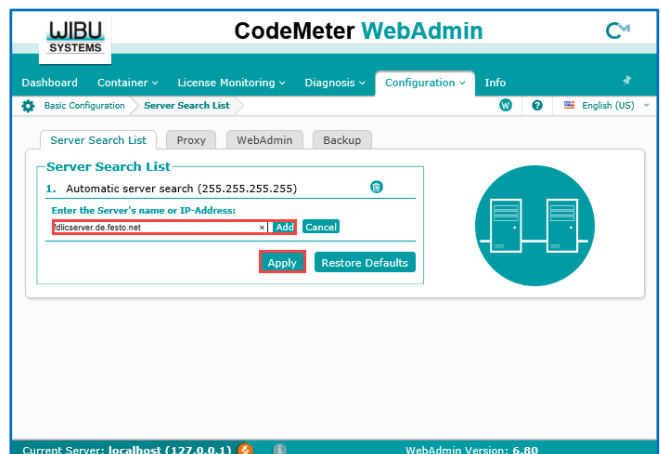 WIBU
SYSTEMS
CodeMeter WebAdmin
Dashboard Container License Monitoring Diagnosis Configuration Info
Basic Configuration Server Search List W ? English (US)
Server Search List Proxy WebAdmin Backup
Server Search List
1. Automatic server search (255.255.255.255)
Enter the Server's name or IP-Address:
fdlicserver.de.festo.net × Add Cancel
Apply Restore Defaults
Current Server: localhost (127.0.0.1) WebAdmin Version: 6.80